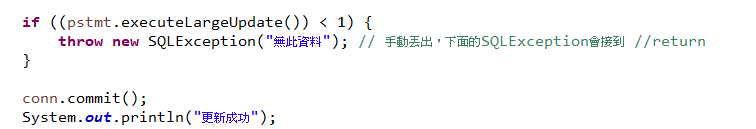 if ((pstmt.executeLargeUpdate()) < 1) {
    throw new SQLException("無此資料"); // 手動丟出，下面的SQLException會接到 //return
}

conn.commit();
System.out.println("更新成功");